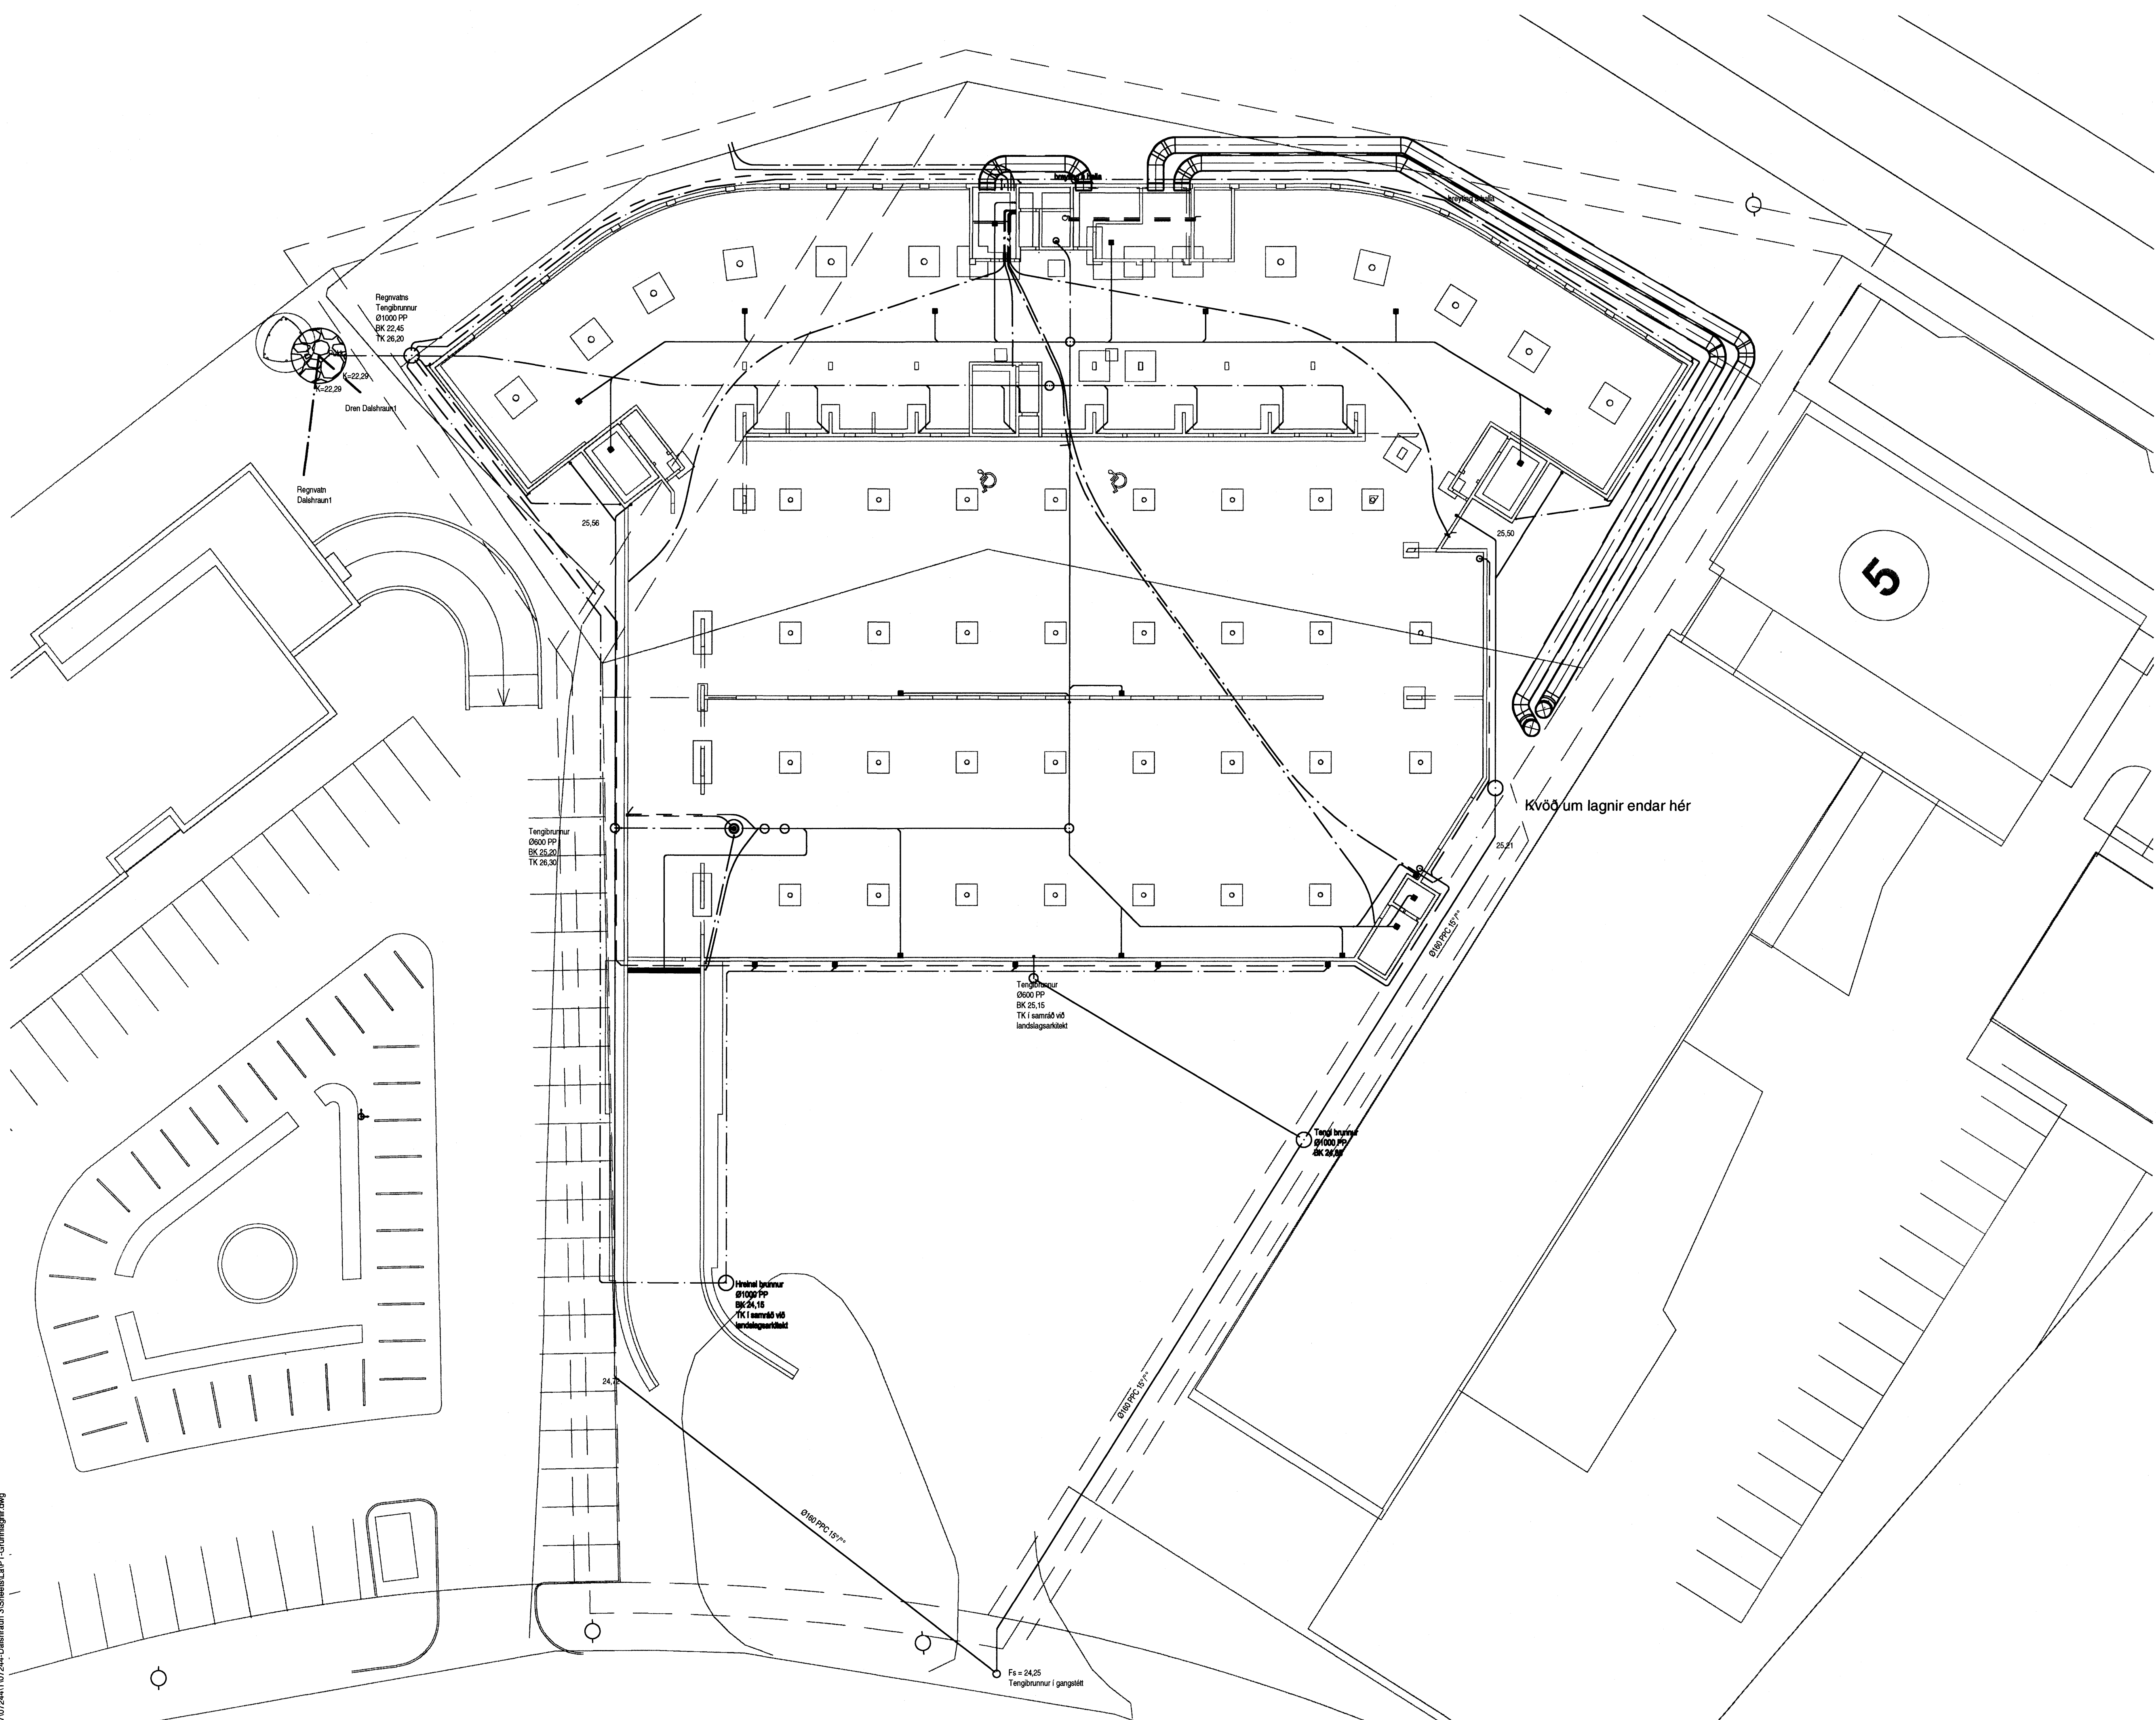 Regnvatns
Tengibrunnur
Ø1000 PP
BK 22,45
TK 26,20
K=22,29
K=22,29
Dren Dalshraun1
Regnvatn
Dalshraun1
25,56
25,50
5
Kvöð um lagnir endar hér
25,21
Tengibrunnur
Ø600 PP
BK 25,20
TK 26,30
Ø160 PPC 15°/°°
Tengibrunnur
Ø600 PP
BK 25,15
TK í samráð við
landslagsarkitekt
Tengi brunnur
Ø1000 PP
Hreinsi brunnur
Ø1000 PP
BK 24,15
TK í samráð við
landslagsarkitekt
24,72
Ø160 PPC 15°/°°
Ø160 PPC 15°/°°
Fs = 24,25
Tengibrunnur í gangstétt